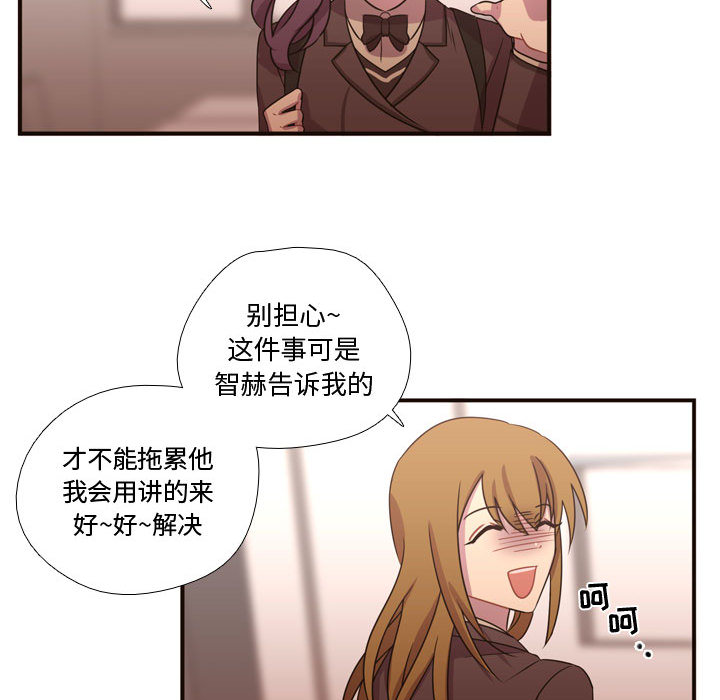 别担心~
这件事可是
智赫告诉我的
才不能拖累他
我会用讲的来
好~好~解决
呵呵..